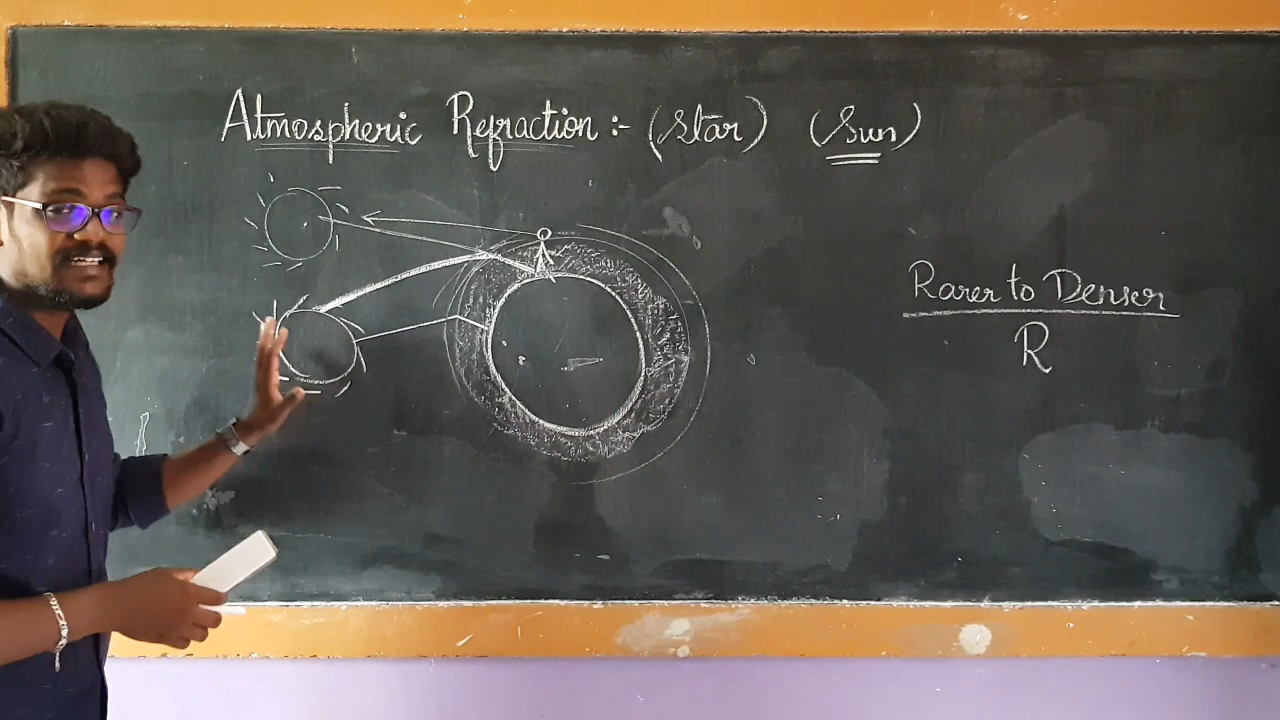 Atmospheric Refraction :- (Star) (Sun)
Rarer to Denser
R